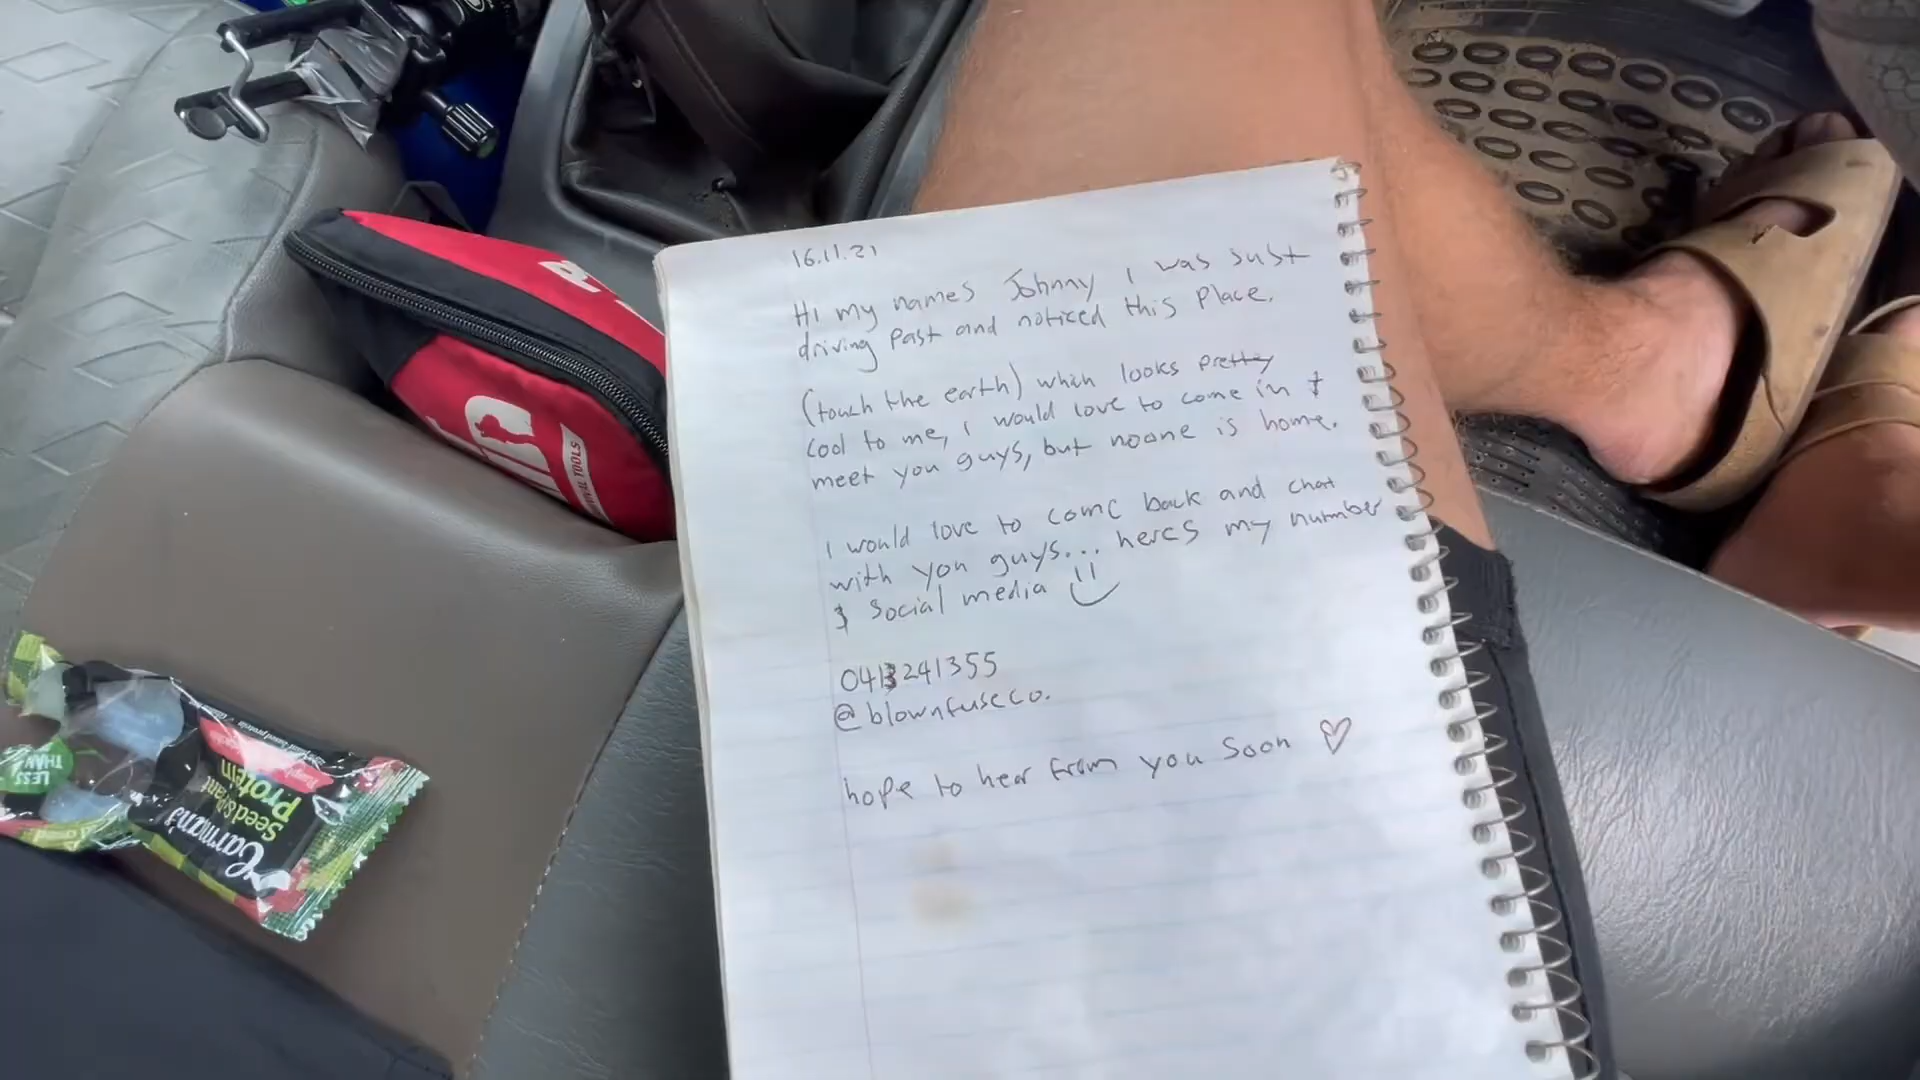 16.11.21
Hi my names Johnny I was Just
driving past and noticed this place.
(touch the earth) which looks pretty
cool to me, I would love to come in &
meet you guys, but noone is home.
I would love to come back and chat
with you guys... heres my number
& social media
0413241355
@blownfuseco.
hope to hear from you soon
TOOLS
LESS
THAN
Carman's
Seed & Plant
Protein